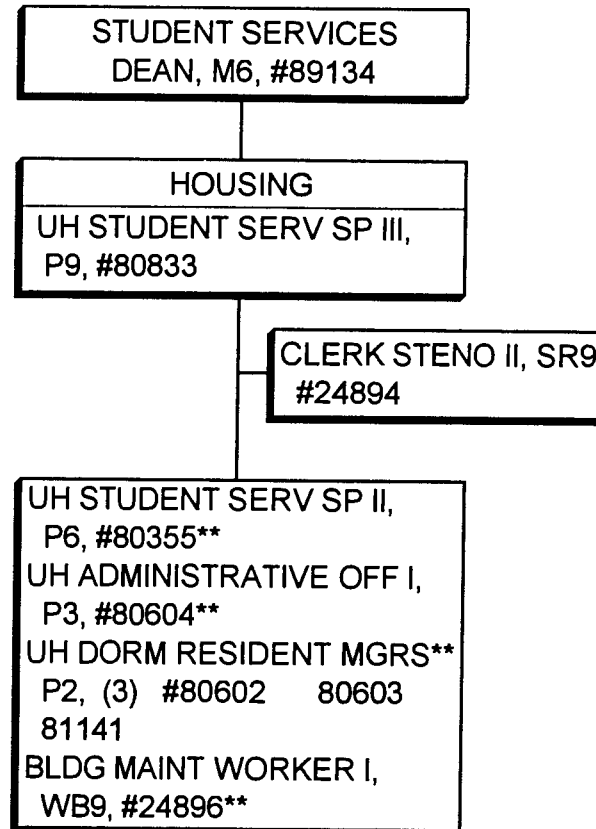 STUDENT SERVICES
DEAN, M6, #89134
HOUSING
UH STUDENT SERV SP III,
P9, #80833
CLERK STENO II, SR9
#24894
UH STUDENT SERV SP II,
P6, #80355**
UH ADMINISTRATIVE OFF I,
P3, #80604**
UH DORM RESIDENT MGRS**
P2, (3) #80602 80603
81141
BLDG MAINT WORKER I,
WB9, #24896**